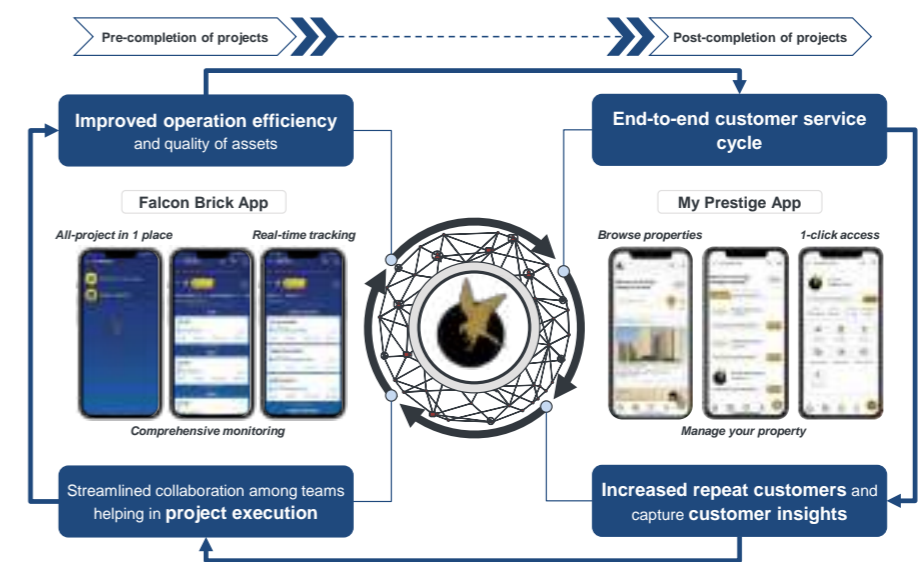 Pre-completion of projects
Post-completion of projects
Improved operation efficiency
and quality of assets
End-to-end customer service
cycle
Falcon Brick App
My Prestige App
All-project in 1 place
Real-time tracking
Browse properties
1-click access
Comprehensive monitoring
Manage your property
Streamlined collaboration among teams
helping in project execution
Increased repeat customers and
capture customer insights